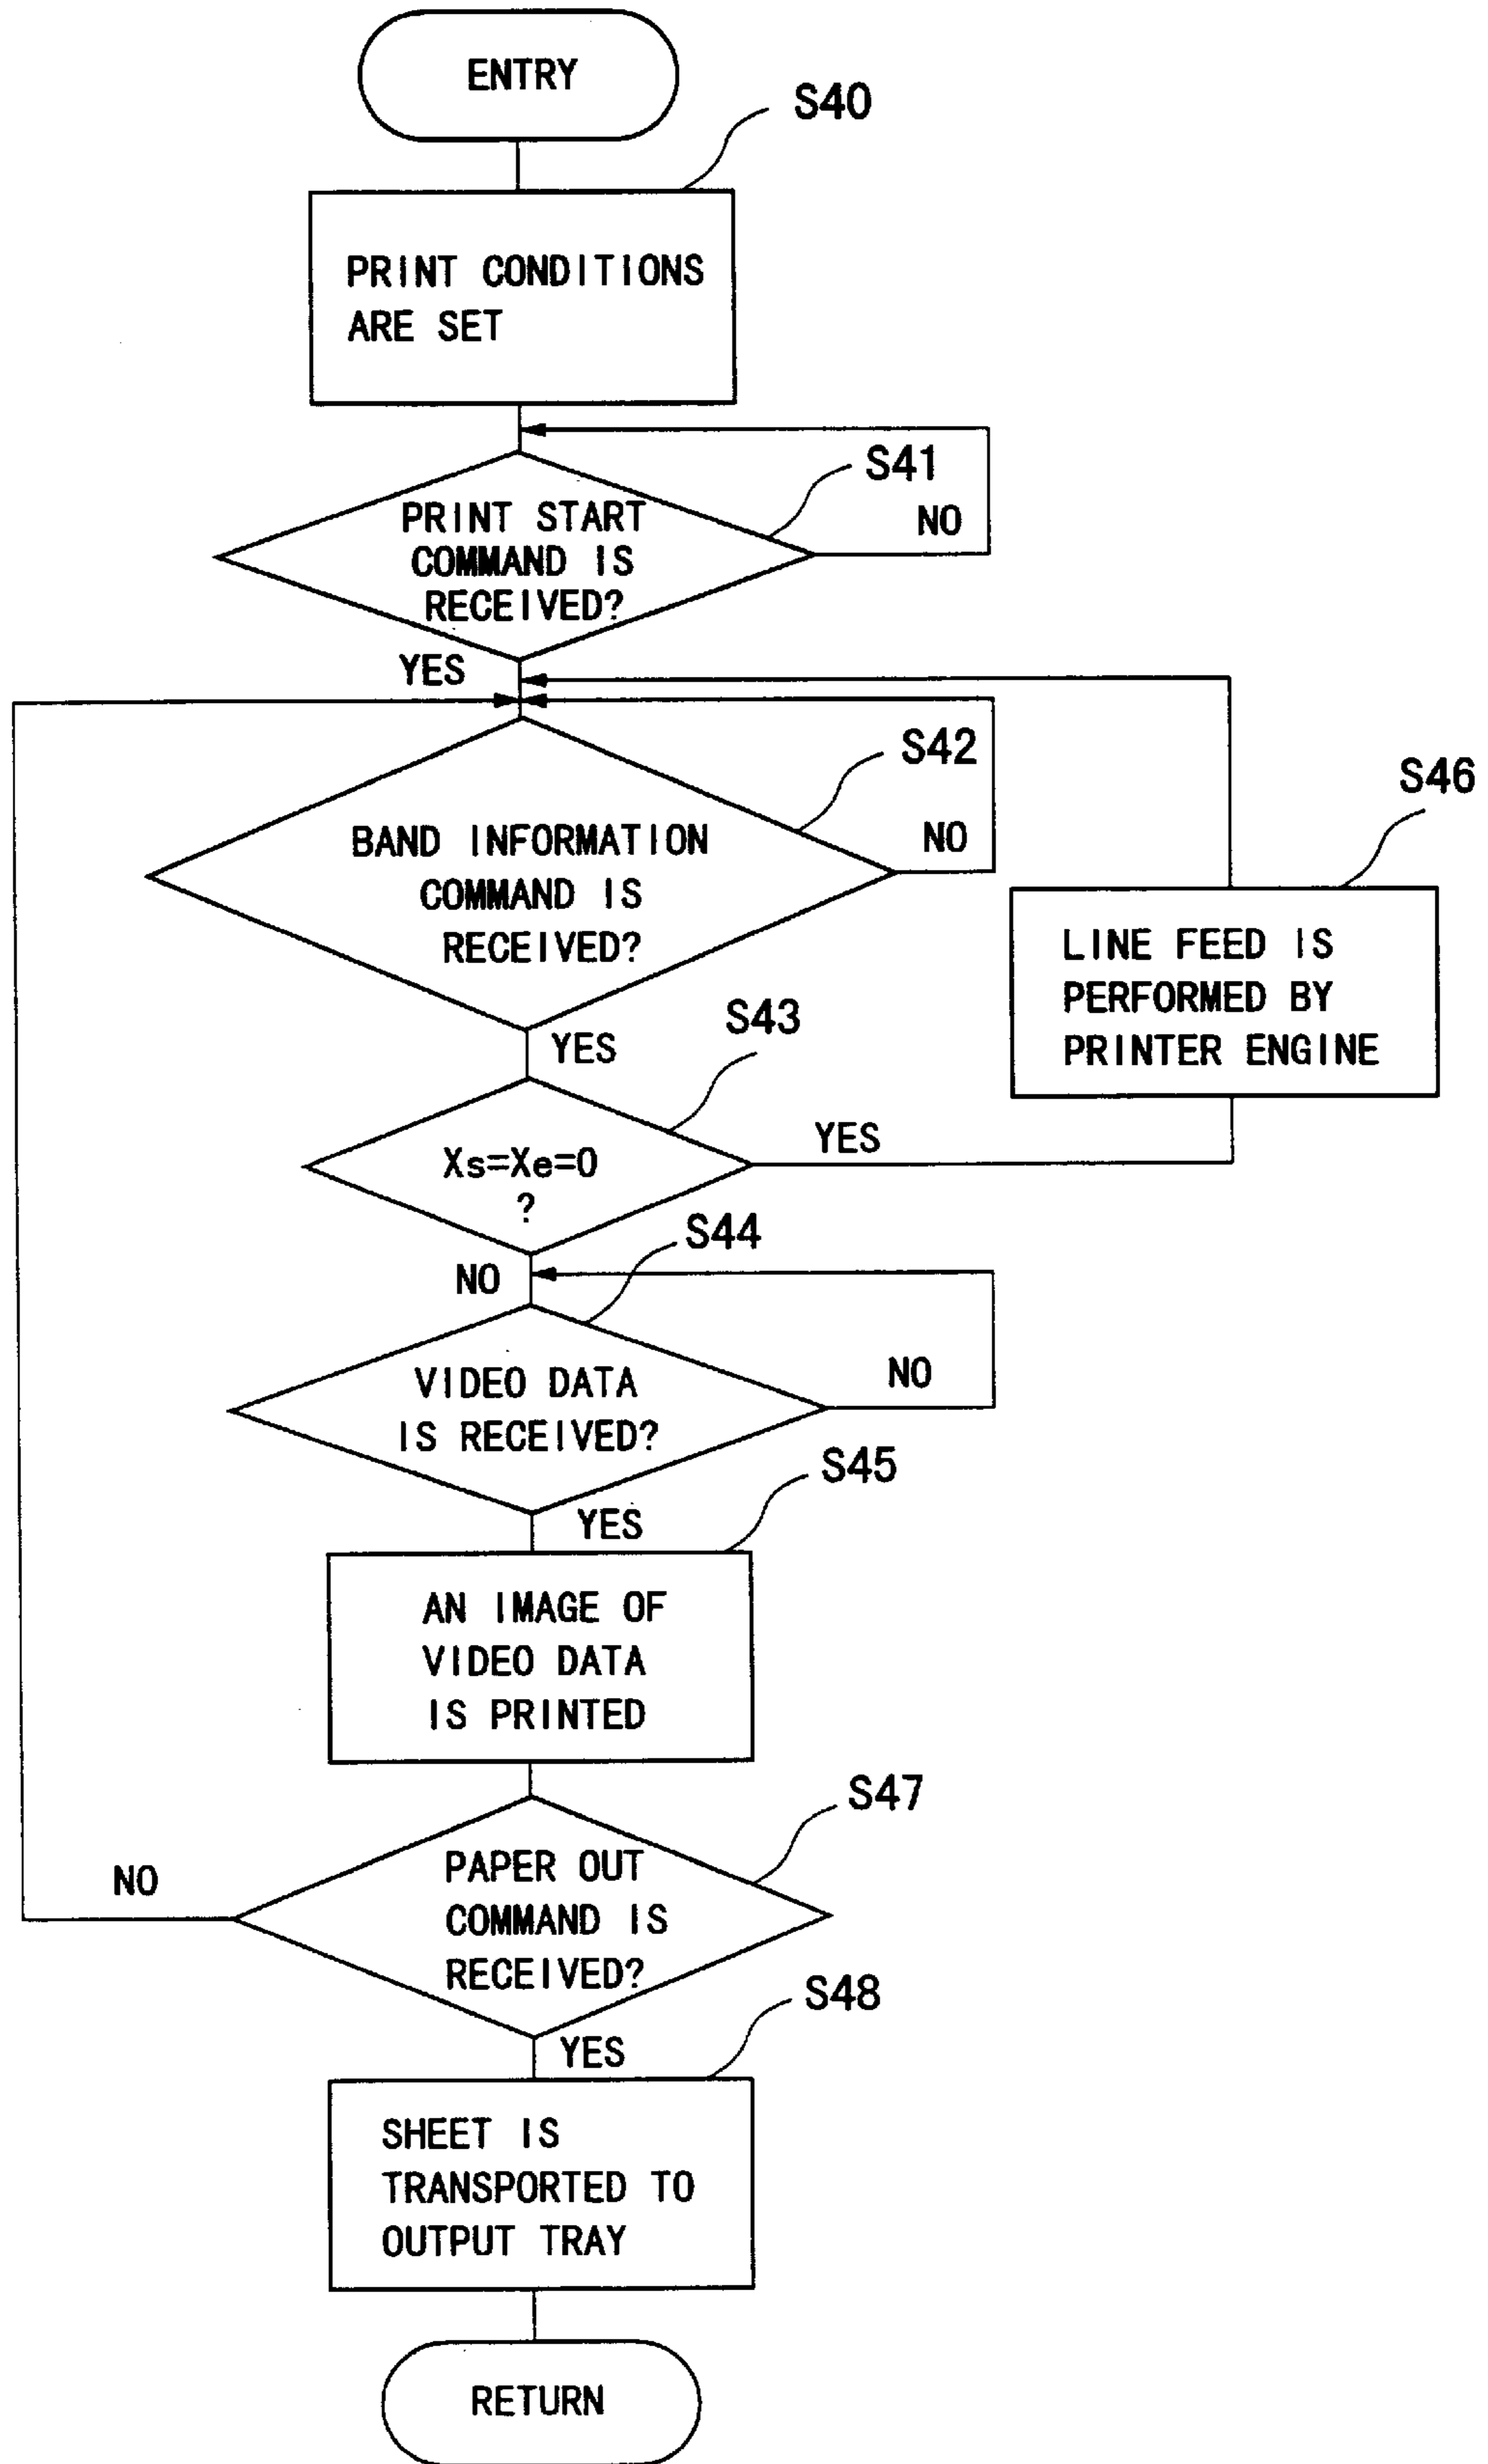 ENTRY
S40
PRINT CONDITIONS
ARE SET
S41
PRINT START
COMMAND IS
RECEIVED?
NO
YES
S42
BAND INFORMATION
COMMAND IS
RECEIVED?
NO
S46
LINE FEED IS
PERFORMED BY
PRINTER ENGINE
YES
S43
Xs=Xe=0
?
YES
NO
S44
VIDEO DATA
IS RECEIVED?
NO
YES
S45
AN IMAGE OF
VIDEO DATA
IS PRINTED
S47
PAPER OUT
COMMAND IS
RECEIVED?
NO
YES
S48
SHEET IS
TRANSPORTED TO
OUTPUT TRAY
RETURN